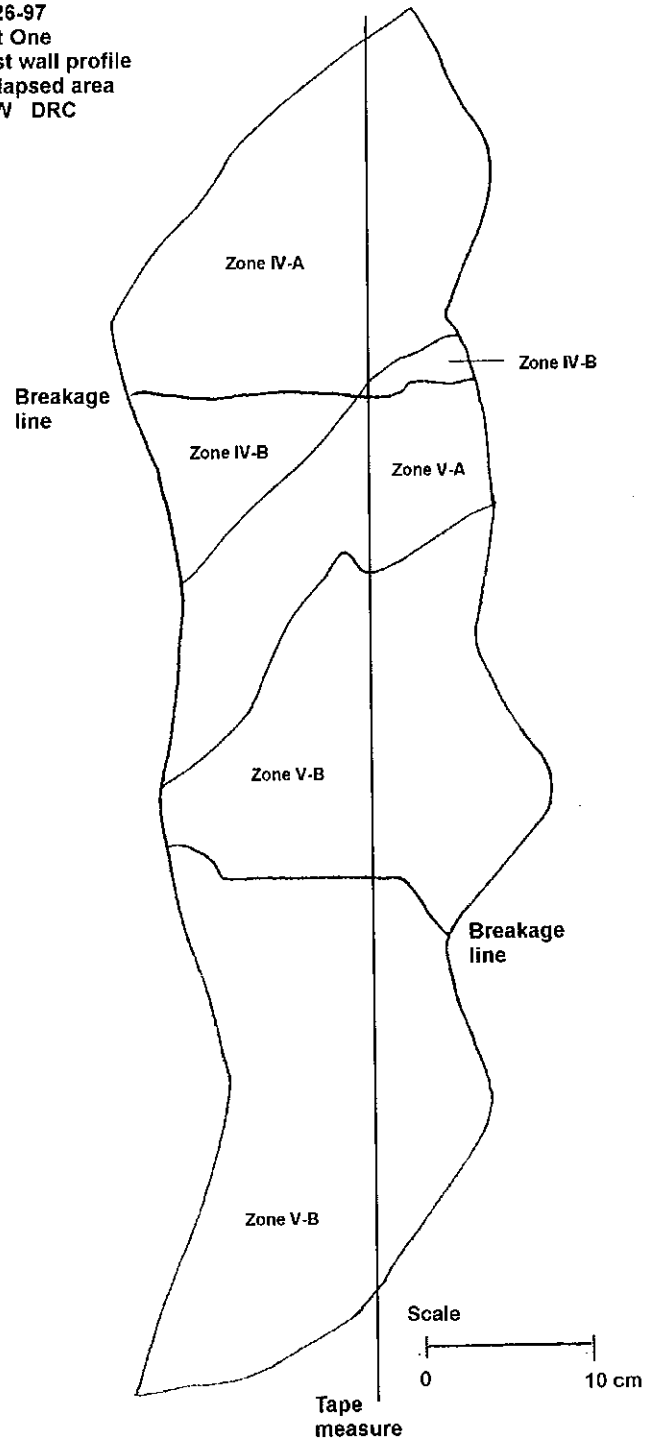 26-97
t One
st wall profile
lapsed area
W DRC
Zone IV-A
Zone IV-B
Breakage
line
Zone IV-B
Zone V-A
Zone V-B
Breakage
line
Zone V-B
Scale
0 10 cm
Tape
measure